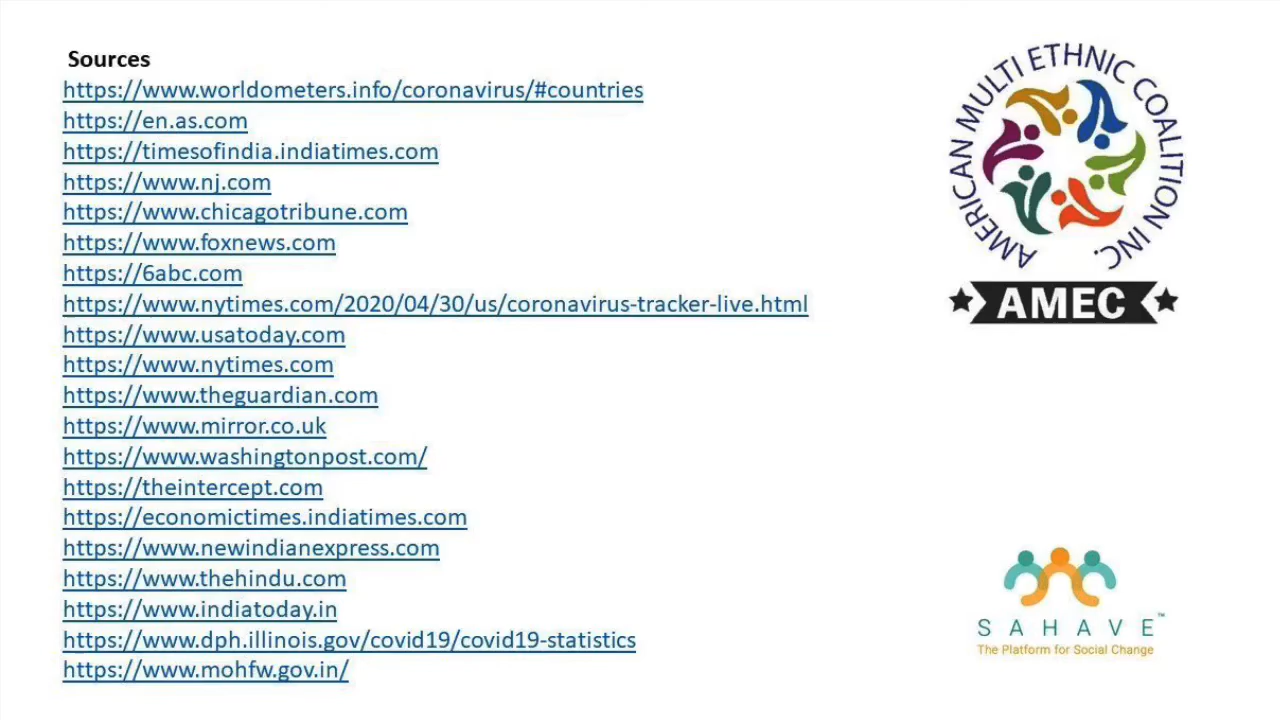 Sources
https://www.worldometers.info/coronavirus/#countries
https://en.as.com
https://timesofindia.indiatimes.com
https://www.nj.com
https://www.chicagotribune.com
https://www.foxnews.com
https://6abc.com
https://www.nytimes.com/2020/04/30/us/coronavirus-tracker-live.html
https://www.usatoday.com
https://www.nytimes.com
https://www.theguardian.com
https://www.mirror.co.uk
https://www.washingtonpost.com/
https://theintercept.com
https://economictimes.indiatimes.com
https://www.newindianexpress.com
https://www.thehindu.com
https://www.indiatoday.in
https://www.dph.illinois.gov/covid19/covid19-statistics
https://www.mohfw.gov.in/
AMERICAN MULTI ETHNIC COALITION INC.
AMEC
SAHAVE™
The Platform for Social Change